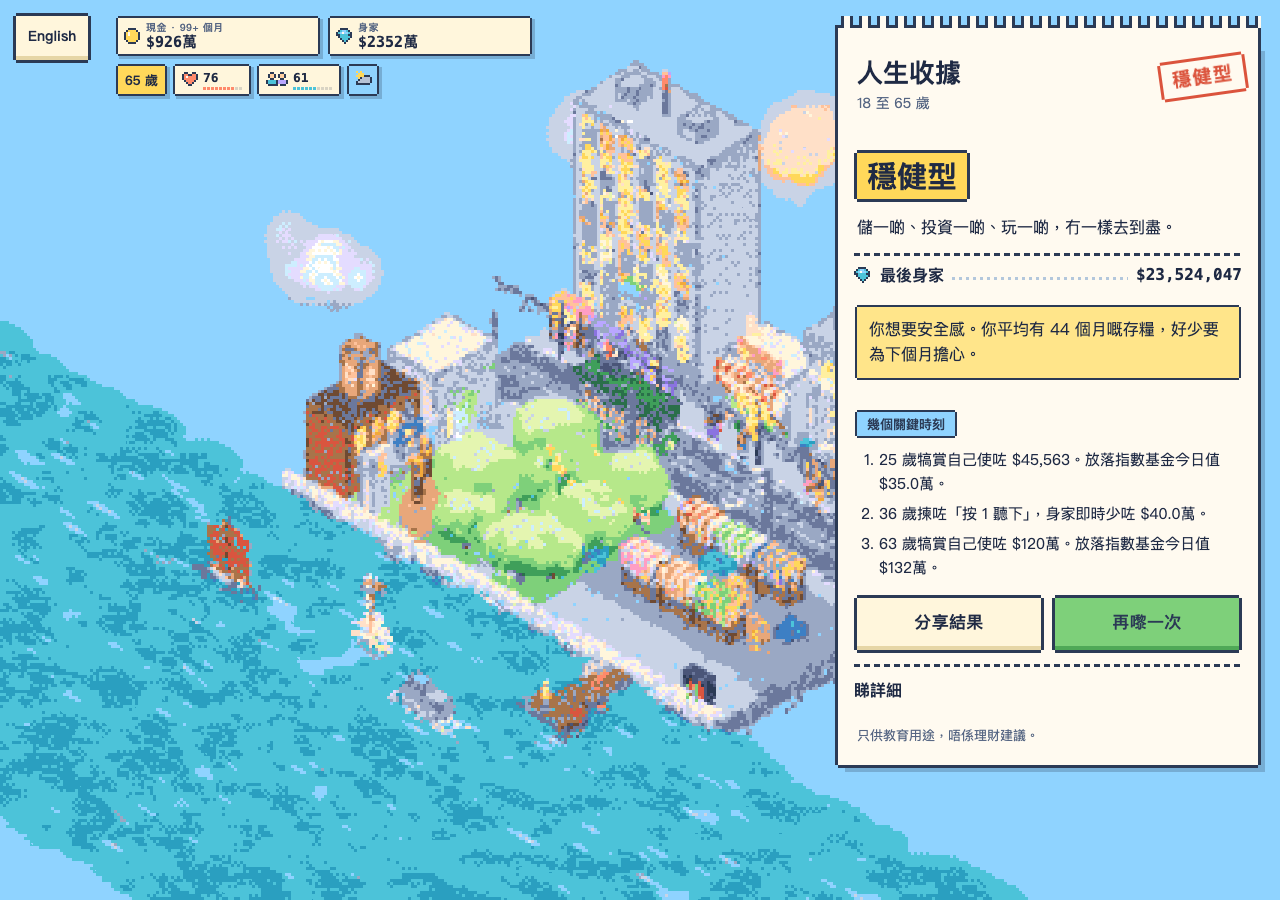 English
現金 · 99+ 個月
$926萬
身家
$2352萬
65 歲
76
61
人生收據
18 至 65 歲
穩健型
穩健型
儲一啲、投資一啲、玩一啲，冇一樣去到盡。
最後身家
$23,524,047
你想要安全感。你平均有 44 個月嘅存糧，好少要
為下個月擔心。
幾個關鍵時刻
1. 25 歲犒賞自己使咗 $45,563。放落指數基金今日值
$35.0萬。
2. 36 歲揀咗「按 1 聽下」，身家即時少咗 $40.0萬。
3. 63 歲犒賞自己使咗 $120萬。放落指數基金今日值
$132萬。
分享結果
再嚟一次
睇詳細
只供教育用途，唔係理財建議。